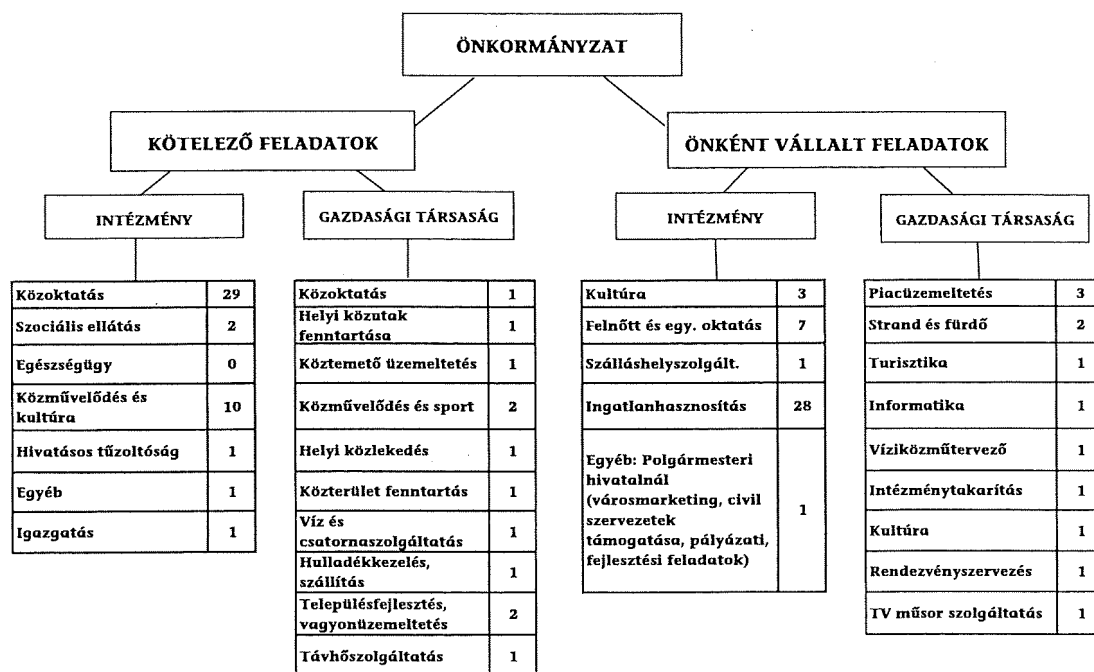 ÖNKORMÁNYZAT
KÖTELEZŐ FELADATOK
ÖNKÉNT VÁLLALT FELADATOK
INTÉZMÉNY
GAZDASÁGI TÁRSASÁG
INTÉZMÉNY
GAZDASÁGI TÁRSASÁG
Közoktatás 29
Szociális ellátás 2
Egészségügy 0
Közművelődés és
kultúra 10
Hivatásos tűzoltóság 1
Egyéb 1
Igazgatás 1
Közoktatás 1
Helyi közutak
fenntartása 1
Köztemető üzemeltetés 1
Közművelődés és sport 2
Helyi közlekedés 1
Közterület fenntartás 1
Víz és
csatornaszolgáltatás 1
Hulladékkezelés,
szállítás 1
Településfejlesztés,
vagyonüzemeltetés 2
Távhőszolgáltatás 1
Kultúra 3
Felnőtt és egy. oktatás 7
Szálláshelyszolgált. 1
Ingatlanhasznosítás 28
Egyéb: Polgármesteri
hivatalnál
(városmarketing, civil
szervezetek 1
támogatása, pályázati,
fejlesztési feladatok)
Piacüzemeltetés 3
Strand és fürdő 2
Turisztika 1
Informatika 1
Víziközműtervező 1
Intézménytakarítás 1
Kultúra 1
Rendezvényszervezés 1
TV műsor szolgáltatás 1